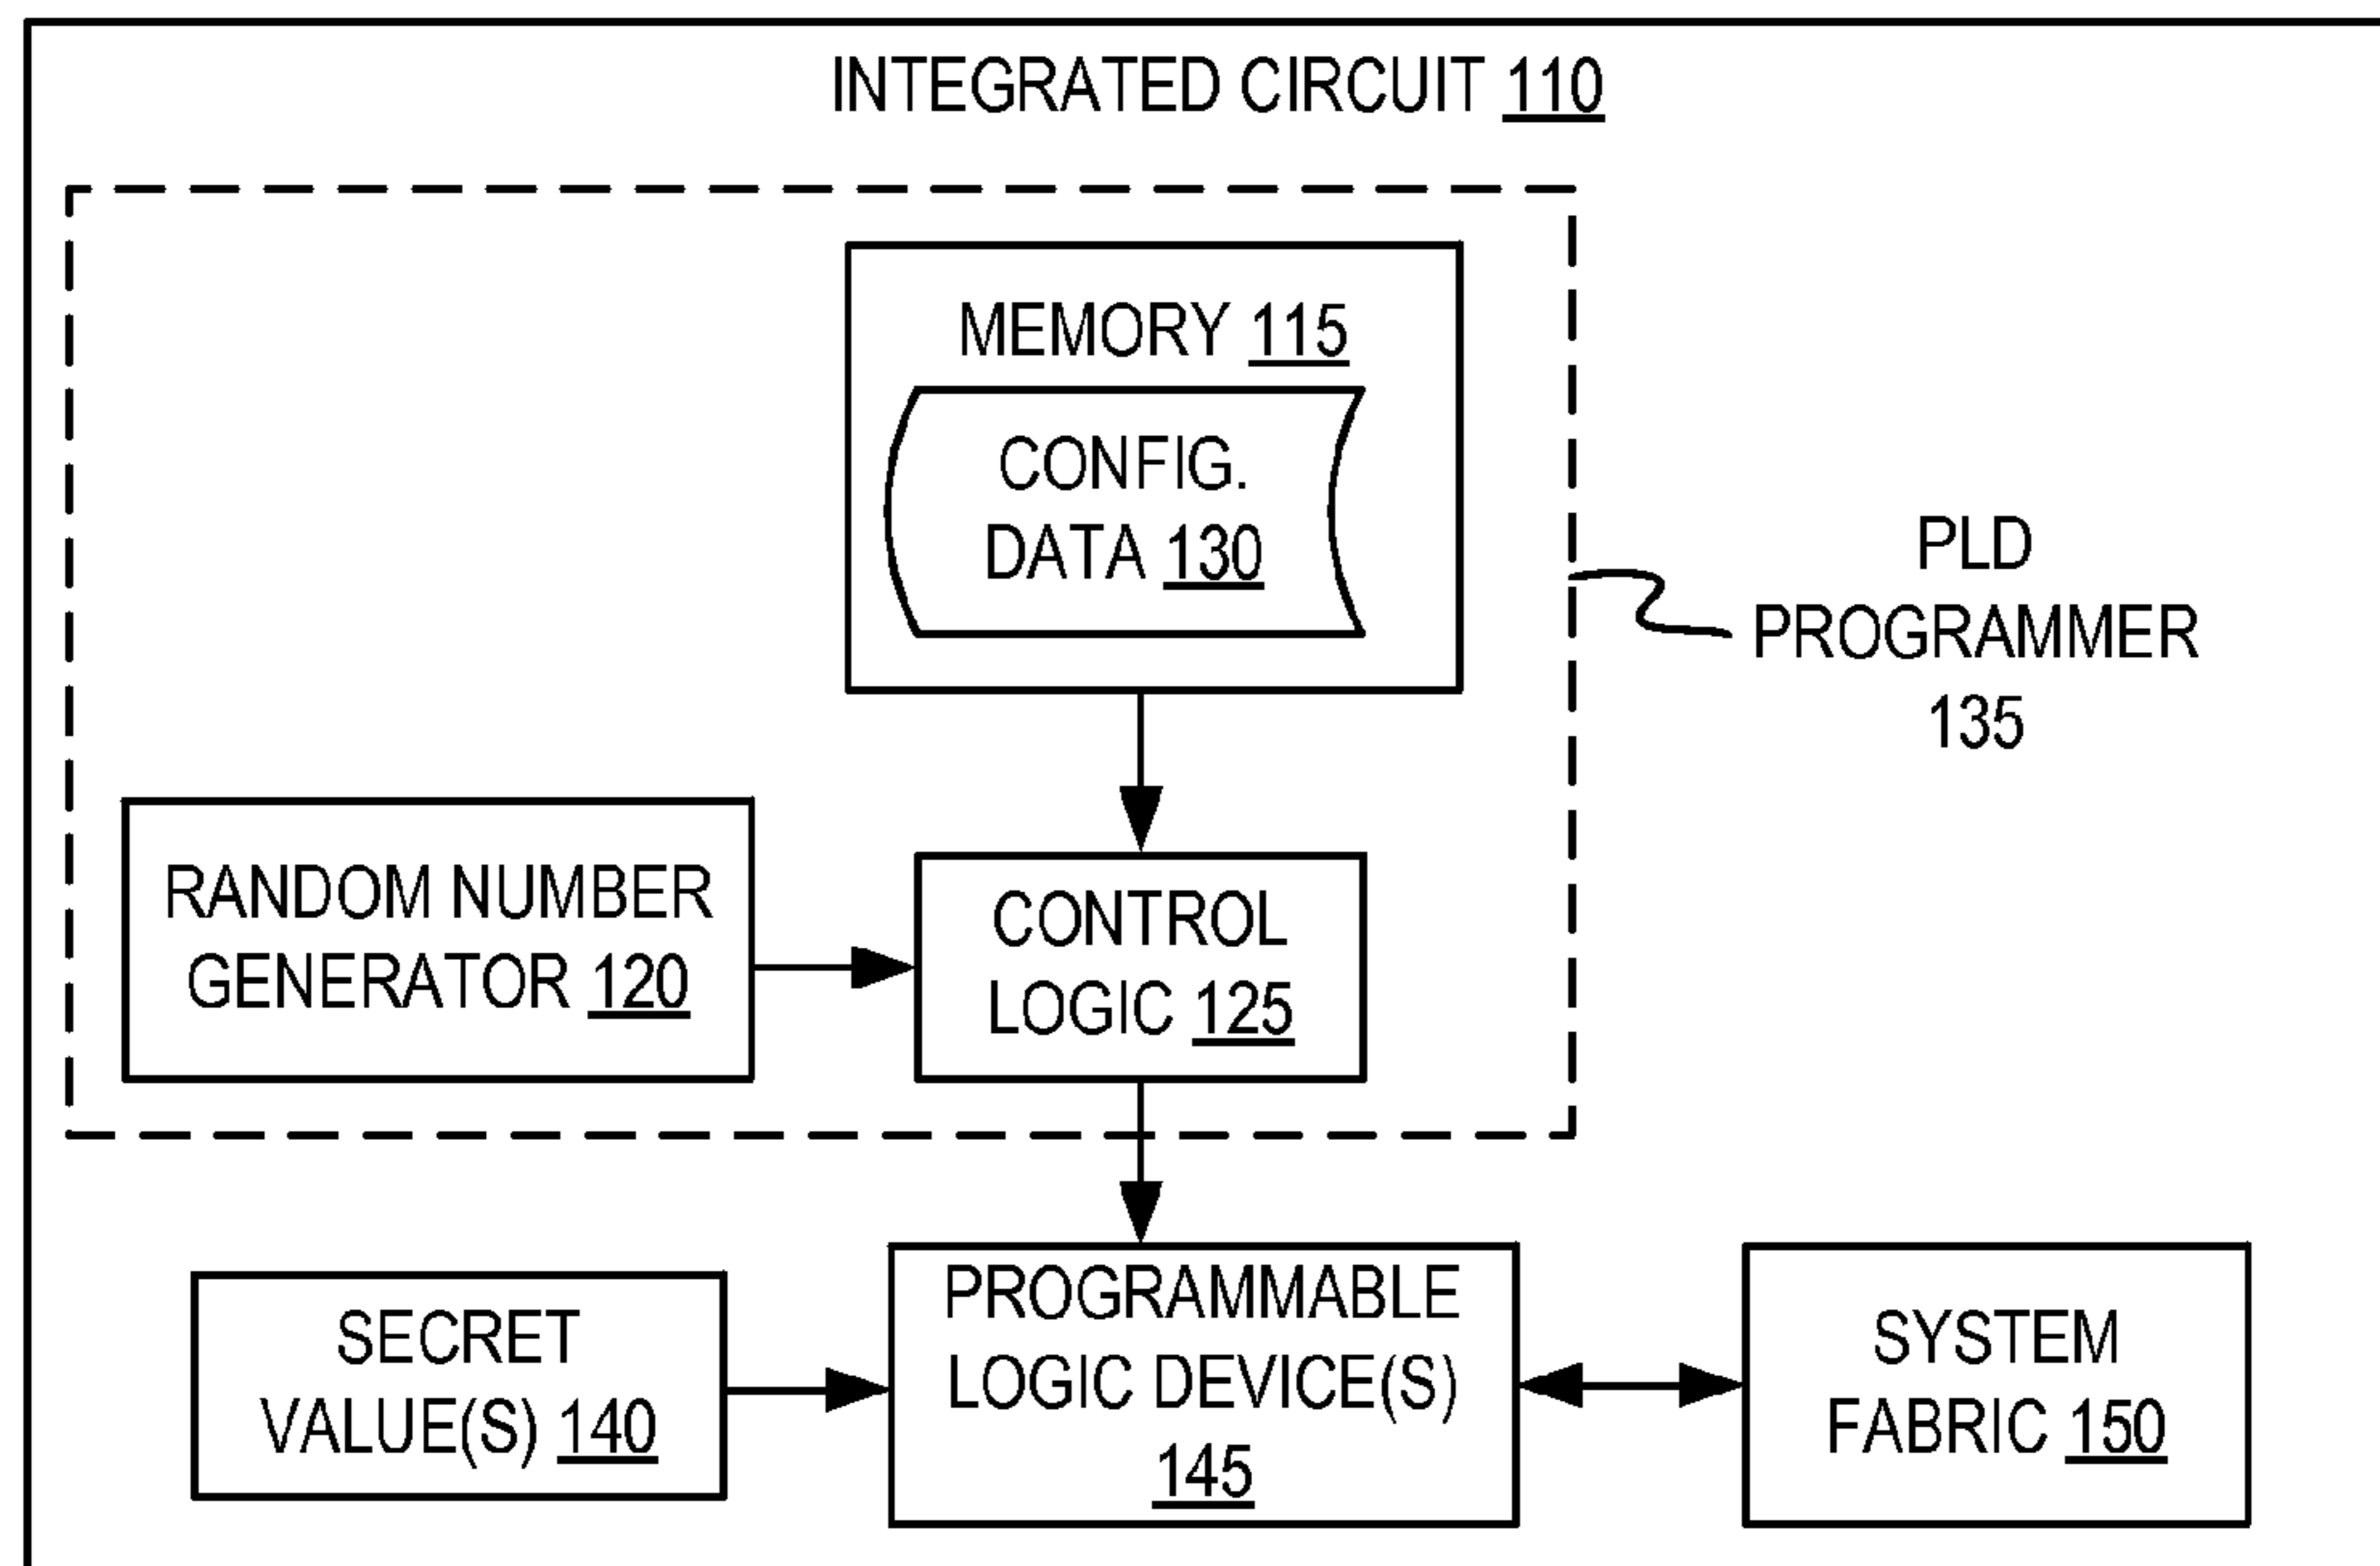 INTEGRATED CIRCUIT 110
MEMORY 115
CONFIG.
DATA 130
PLD
PROGRAMMER
135
RANDOM NUMBER
GENERATOR 120
CONTROL
LOGIC 125
SECRET
VALUE(S) 140
PROGRAMMABLE
LOGIC DEVICE(S)
145
SYSTEM
FABRIC 150